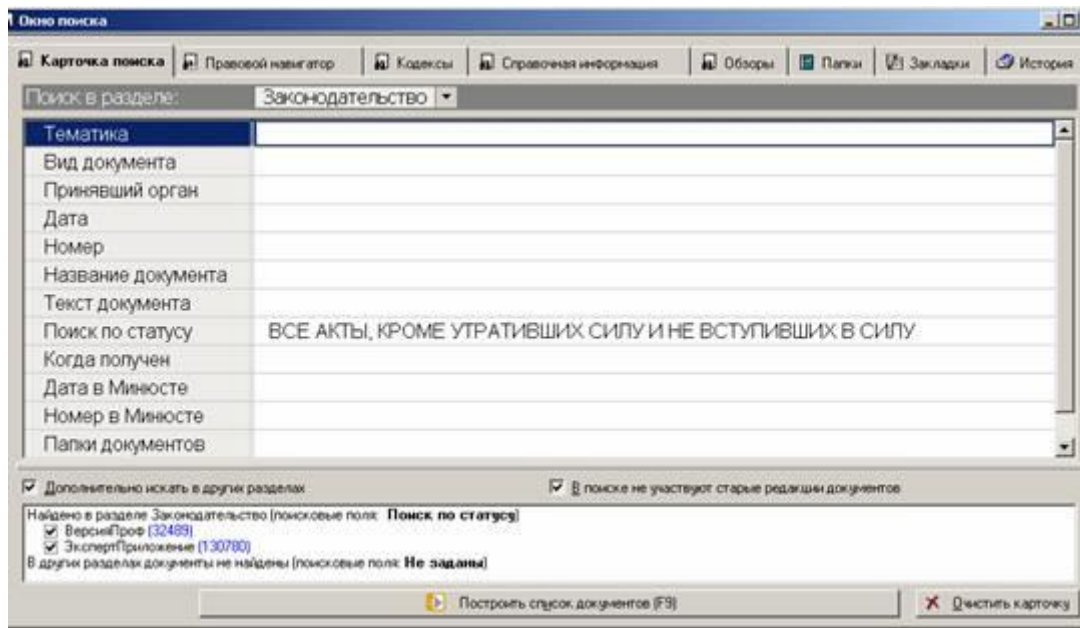 Окно поиска
Карточка поиска Правовой навигатор Кодексы Справочная информация Обзоры Папки Закладки История
Поиск в разделе: Законодательство
Тематика
Вид документа
Принявший орган
Дата
Номер
Название документа
Текст документа
Поиск по статусу ВСЕ АКТЫ, КРОМЕ УТРАТИВШИХ СИЛУ И НЕ ВСТУПИВШИХ В СИЛУ
Когда получен
Дата в Минюсте
Номер в Минюсте
Папки документов
Дополнительно искать в других разделах В поиске не участвуют старые редакции документов
Найдено в разделе Законодательство (поисковые поля: Поиск по статусу)
ВерсияПроф (32489)
ЭкспертПриложение (130780)
В других разделах документы не найдены (поисковые поля: Не заданы)
Построить список документов (F9) Очистить карточку